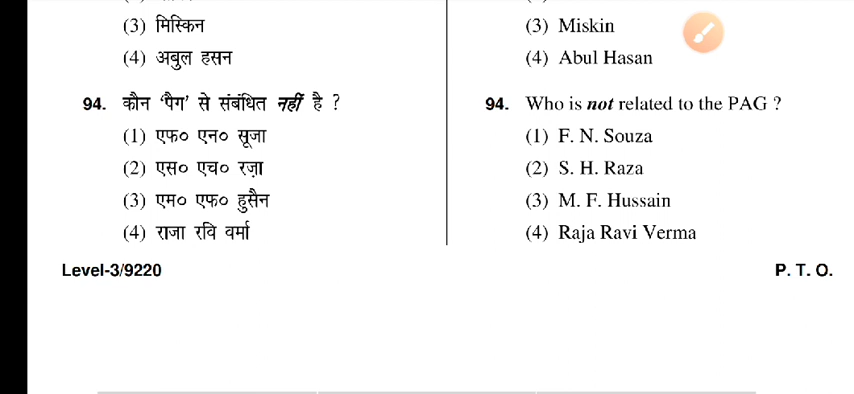 (3) मिस्किन
(4) अबुल हसन
94. कौन ‘पैग’ से संबंधित नहीं है ?
(1) एफ० एन० सूजा
(2) एस० एच० रज़ा
(3) एम० एफ० हुसैन
(4) राजा रवि वर्मा
(3) Miskin
(4) Abul Hasan
94. Who is not related to the PAG ?
(1) F. N. Souza
(2) S. H. Raza
(3) M. F. Hussain
(4) Raja Ravi Verma
Level-3/9220
P. T. O.